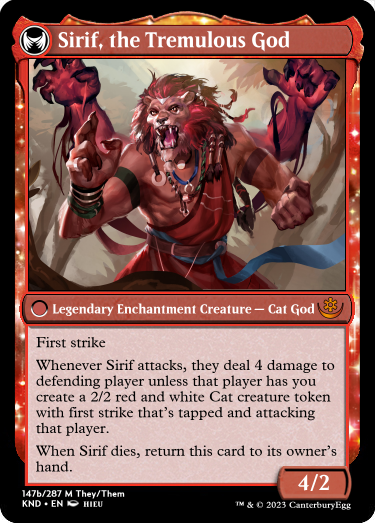 Sirif, the Tremulous God
Legendary Enchantment Creature — Cat God
First strike
Whenever Sirif attacks, they deal 4 damage to
defending player unless that player has you
create a 2/2 red and white Cat creature token
with first strike that's tapped and attacking
that player.
When Sirif dies, return this card to its owner's
hand.
4/2
147b/287 M They/Them
KND • EN HIEU
™ & © 2023 CanterburyEgg